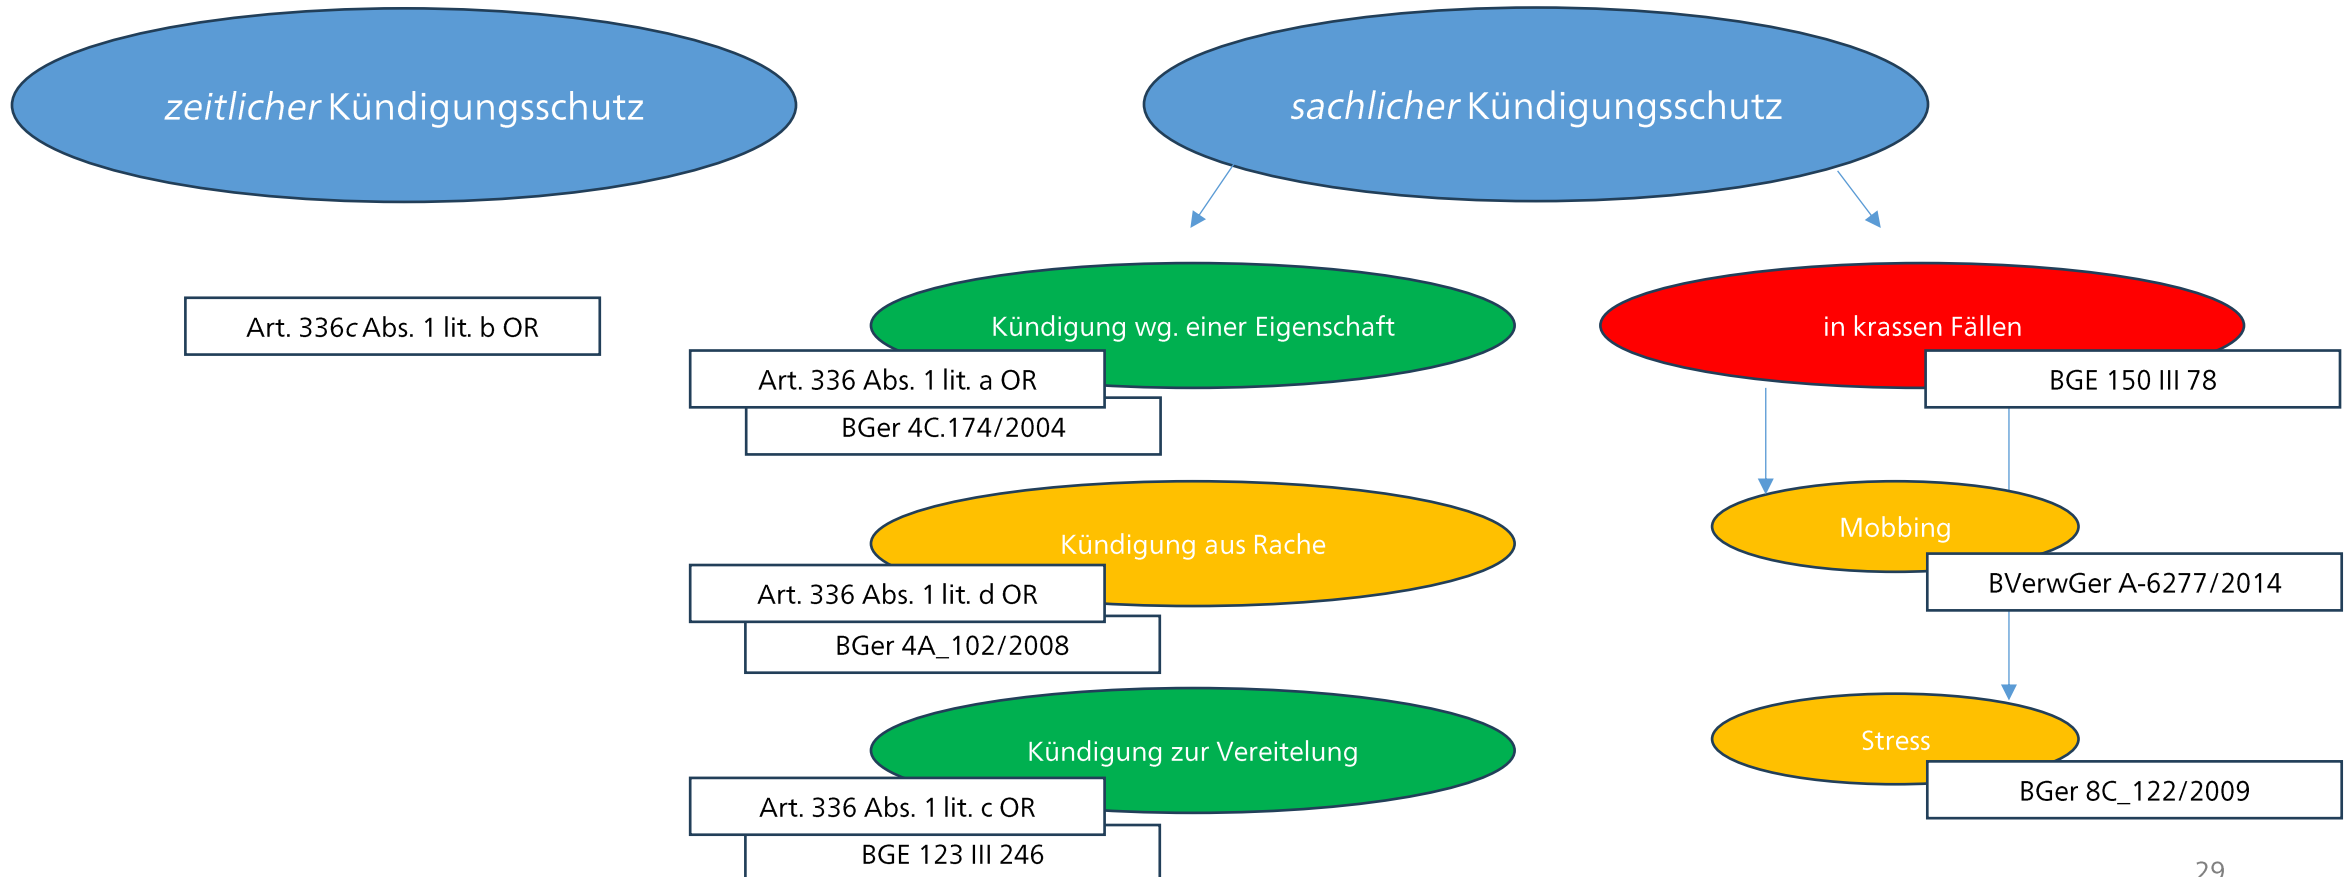 zeitlicher Kündigungsschutz
sachlicher Kündigungsschutz
Art. 336c Abs. 1 lit. b OR
Kündigung wg. einer Eigenschaft
Art. 336 Abs. 1 lit. a OR
BGer 4C.174/2004
in krassen Fällen
BGE 150 III 78
Kündigung aus Rache
Art. 336 Abs. 1 lit. d OR
BGer 4A_102/2008
Mobbing
BVerwGer A-6277/2014
Kündigung zur Vereitelung
Art. 336 Abs. 1 lit. c OR
BGE 123 III 246
Stress
BGer 8C_122/2009
29